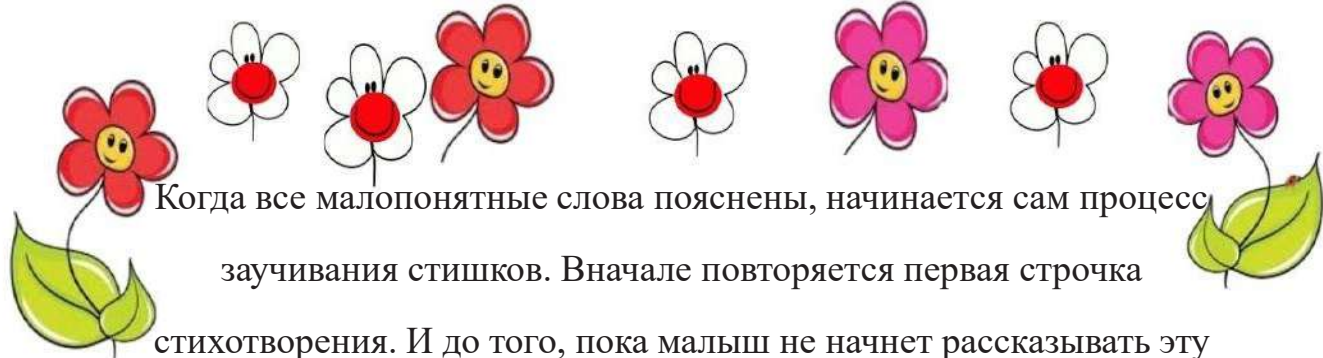 Когда все малопонятные слова пояснены, начинается сам процесс
заучивания стишков. Вначале повторяется первая строчка
стихотворения. И до того, пока малыш не начнет рассказывать эту